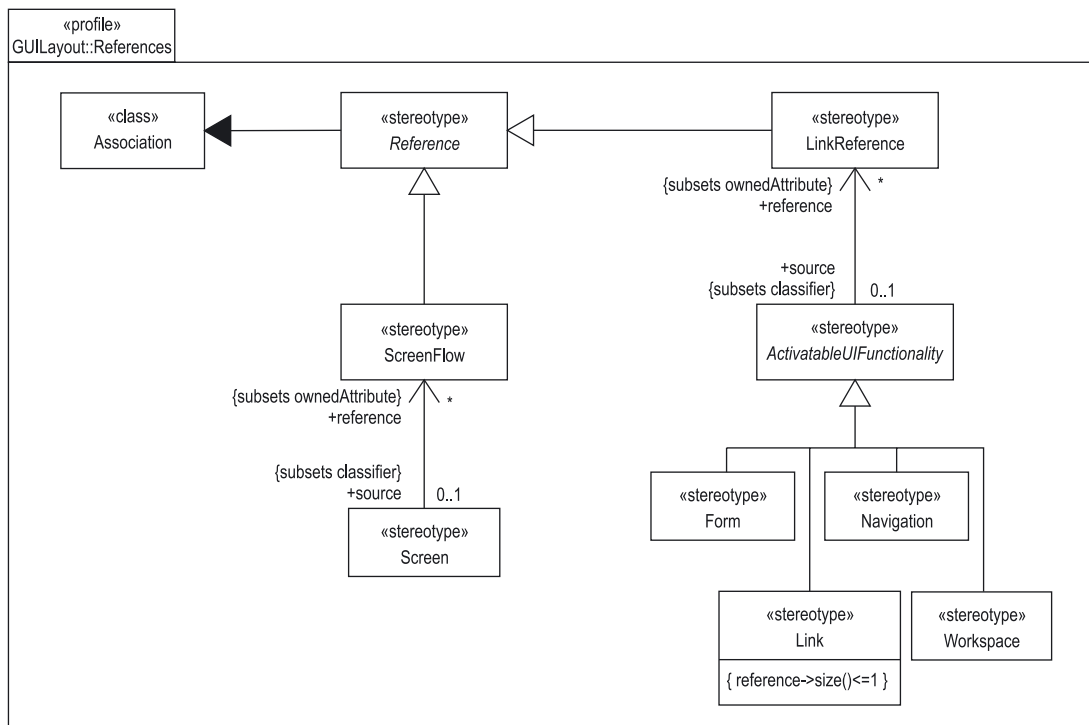 «profile»
GUILayout::References
«class»
Association
«stereotype»
Reference
«stereotype»
LinkReference
{subsets ownedAttribute}
+reference
*
+source
{subsets classifier}
0..1
«stereotype»
ScreenFlow
«stereotype»
ActivatableUIFunctionality
{subsets ownedAttribute}
+reference
*
{subsets classifier}
+source
0..1
«stereotype»
Screen
«stereotype»
Form
«stereotype»
Navigation
«stereotype»
Link
{ reference->size()<=1 }
«stereotype»
Workspace